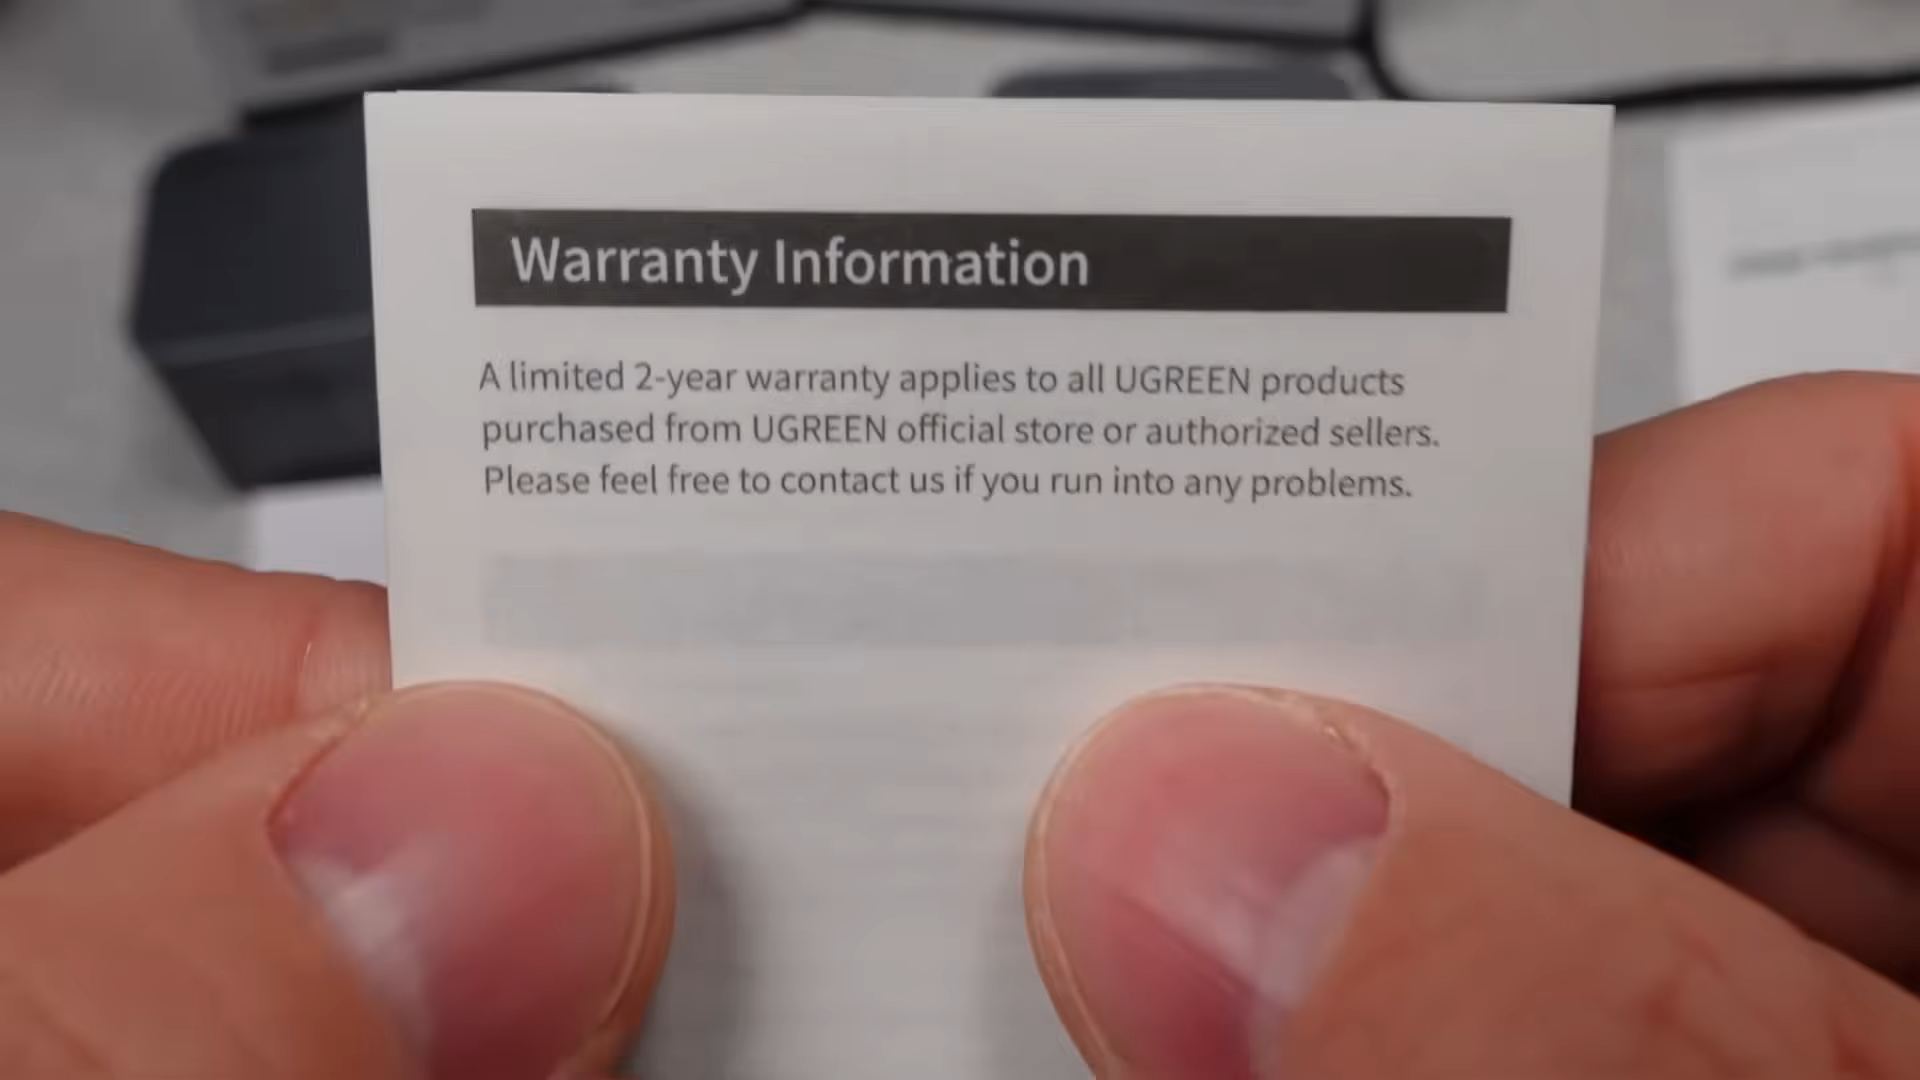 Warranty Information
A limited 2-year warranty applies to all UGREEN products
purchased from UGREEN official store or authorized sellers.
Please feel free to contact us if you run into any problems.